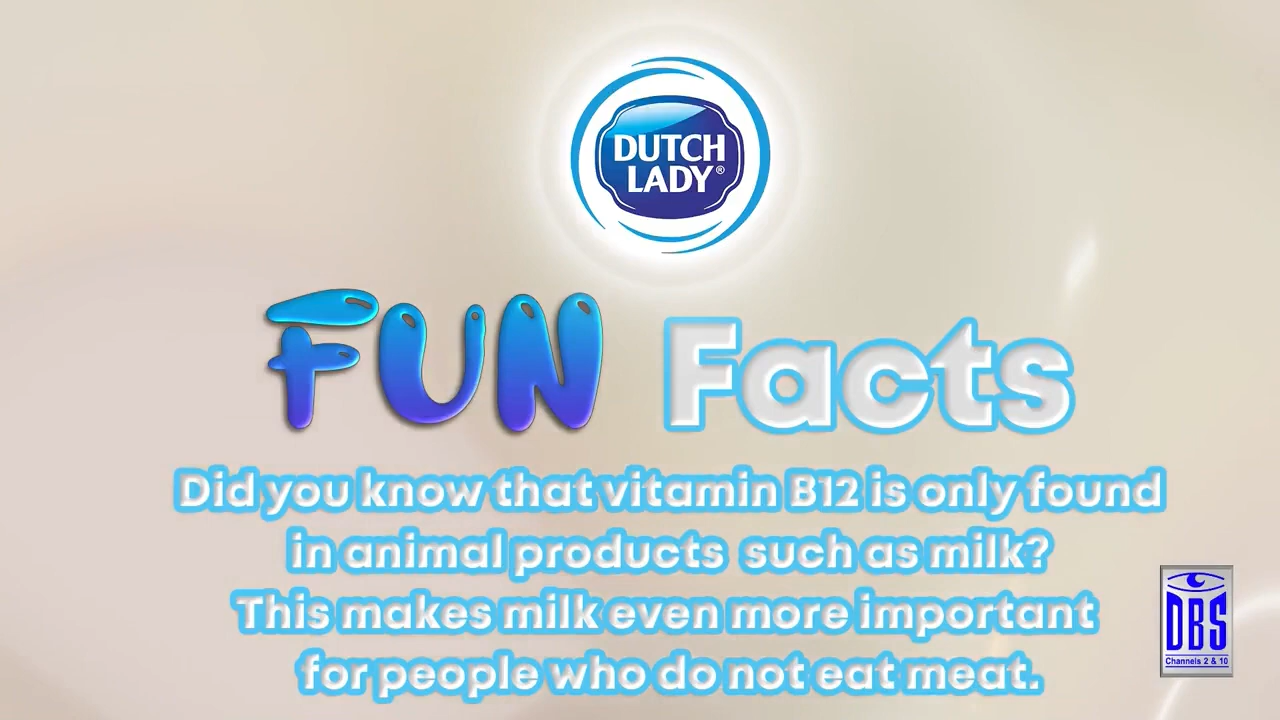 DUTCH
LADY®
FUN Facts
Did you know that vitamin B12 is only found
in animal products such as milk?
This makes milk even more important
for people who do not eat meat.
DBS
Channels 2 & 10